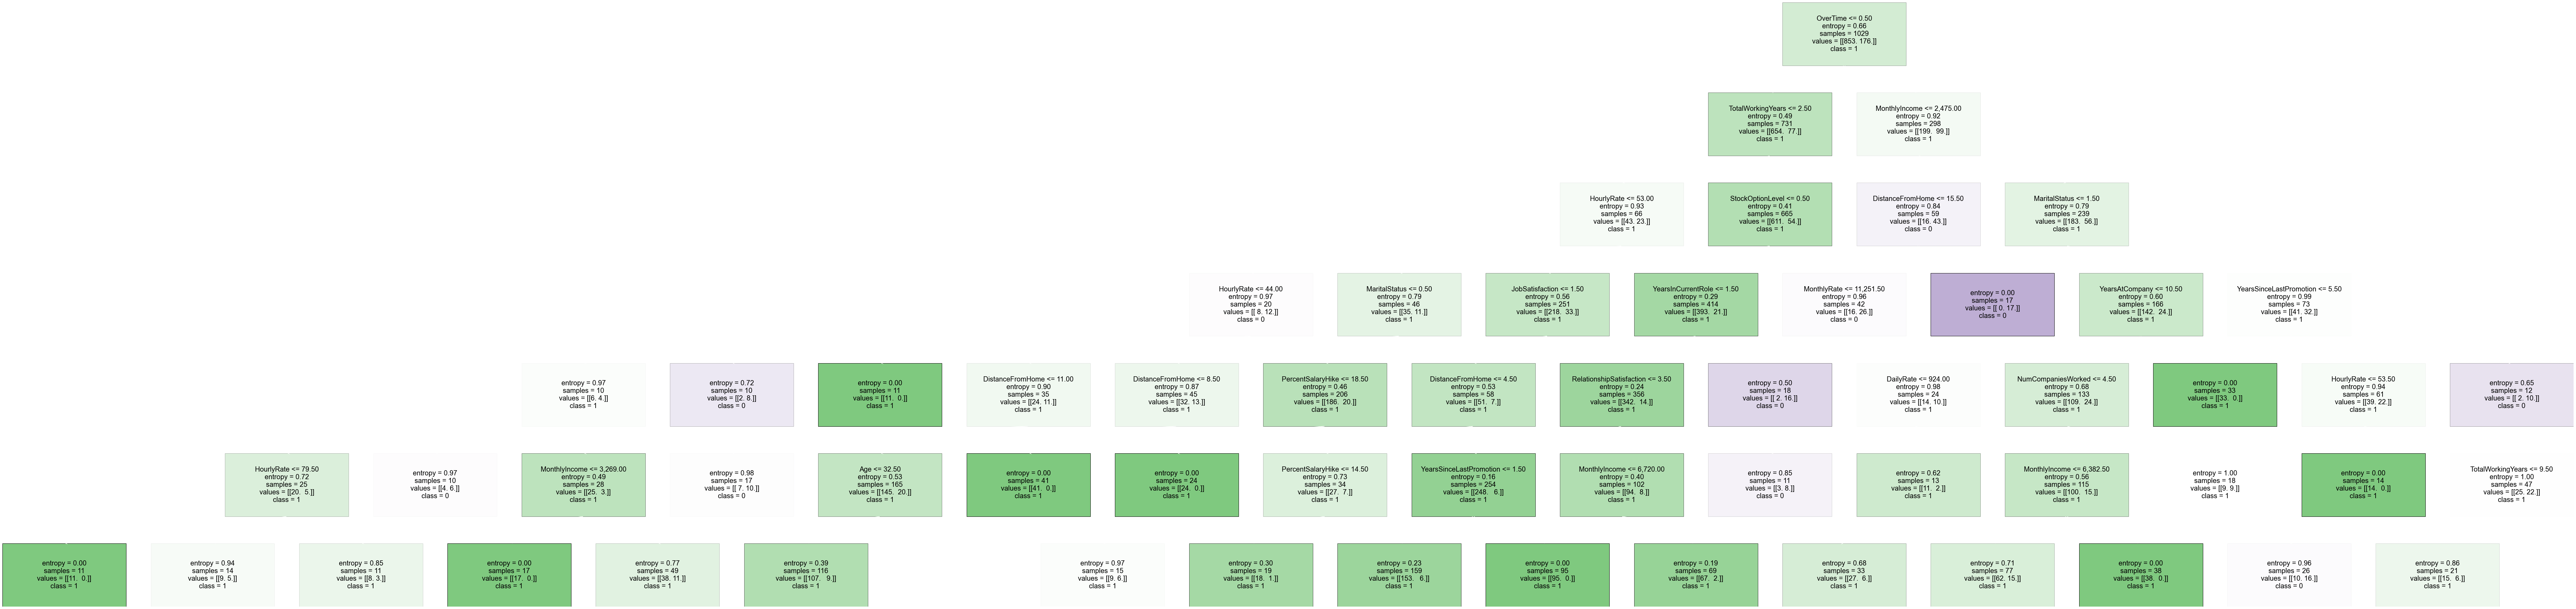 OverTime <= 0.50
entropy = 0.66
samples = 1029
values = [[853. 176.]]
class = 1
TotalWorkingYears <= 2.50
entropy = 0.49
samples = 731
values = [[654.  77.]]
class = 1
MonthlyIncome <= 2,475.00
entropy = 0.92
samples = 298
values = [[199.  99.]]
class = 1
HourlyRate <= 53.00
entropy = 0.93
samples = 66
values = [[43. 23.]]
class = 1
StockOptionLevel <= 0.50
entropy = 0.41
samples = 665
values = [[611.  54.]]
class = 1
DistanceFromHome <= 15.50
entropy = 0.84
samples = 59
values = [[16. 43.]]
class = 0
MaritalStatus <= 1.50
entropy = 0.79
samples = 239
values = [[183.  56.]]
class = 1
HourlyRate <= 44.00
entropy = 0.97
samples = 20
values = [[ 8. 12.]]
class = 0
MaritalStatus <= 0.50
entropy = 0.79
samples = 46
values = [[35. 11.]]
class = 1
JobSatisfaction <= 1.50
entropy = 0.56
samples = 251
values = [[218.  33.]]
class = 1
YearsInCurrentRole <= 1.50
entropy = 0.29
samples = 414
values = [[393.  21.]]
class = 1
MonthlyRate <= 11,251.50
entropy = 0.96
samples = 42
values = [[16. 26.]]
class = 0
entropy = 0.00
samples = 17
values = [[ 0. 17.]]
class = 0
YearsAtCompany <= 10.50
entropy = 0.60
samples = 166
values = [[142.  24.]]
class = 1
YearsSinceLastPromotion <= 5.50
entropy = 0.99
samples = 73
values = [[41. 32.]]
class = 1
entropy = 0.97
samples = 10
values = [[6. 4.]]
class = 1
entropy = 0.72
samples = 10
values = [[2. 8.]]
class = 0
entropy = 0.00
samples = 11
values = [[11.  0.]]
class = 1
DistanceFromHome <= 11.00
entropy = 0.90
samples = 35
values = [[24. 11.]]
class = 1
DistanceFromHome <= 8.50
entropy = 0.87
samples = 45
values = [[32. 13.]]
class = 1
PercentSalaryHike <= 18.50
entropy = 0.46
samples = 206
values = [[186.  20.]]
class = 1
DistanceFromHome <= 4.50
entropy = 0.53
samples = 58
values = [[51.  7.]]
class = 1
RelationshipSatisfaction <= 3.50
entropy = 0.24
samples = 356
values = [[342.  14.]]
class = 1
entropy = 0.50
samples = 18
values = [[ 2. 16.]]
class = 0
DailyRate <= 924.00
entropy = 0.98
samples = 24
values = [[14. 10.]]
class = 1
NumCompaniesWorked <= 4.50
entropy = 0.68
samples = 133
values = [[109.  24.]]
class = 1
entropy = 0.00
samples = 33
values = [[33.  0.]]
class = 1
HourlyRate <= 53.50
entropy = 0.94
samples = 61
values = [[39. 22.]]
class = 1
entropy = 0.65
samples = 12
values = [[ 2. 10.]]
class = 0
HourlyRate <= 79.50
entropy = 0.72
samples = 25
values = [[20.  5.]]
class = 1
entropy = 0.97
samples = 10
values = [[4. 6.]]
class = 0
MonthlyIncome <= 3,269.00
entropy = 0.49
samples = 28
values = [[25.  3.]]
class = 1
entropy = 0.98
samples = 17
values = [[ 7. 10.]]
class = 0
Age <= 32.50
entropy = 0.53
samples = 165
values = [[145.  20.]]
class = 1
entropy = 0.00
samples = 41
values = [[41.  0.]]
class = 1
entropy = 0.00
samples = 24
values = [[24.  0.]]
class = 1
PercentSalaryHike <= 14.50
entropy = 0.73
samples = 34
values = [[27.  7.]]
class = 1
YearsSinceLastPromotion <= 1.50
entropy = 0.16
samples = 254
values = [[248.   6.]]
class = 1
MonthlyIncome <= 6,720.00
entropy = 0.40
samples = 102
values = [[94.  8.]]
class = 1
entropy = 0.85
samples = 11
values = [[3. 8.]]
class = 0
entropy = 0.62
samples = 13
values = [[11.  2.]]
class = 1
MonthlyIncome <= 6,382.50
entropy = 0.56
samples = 115
values = [[100.  15.]]
class = 1
entropy = 1.00
samples = 18
values = [[9. 9.]]
class = 1
entropy = 0.00
samples = 14
values = [[14.  0.]]
class = 1
TotalWorkingYears <= 9.50
entropy = 1.00
samples = 47
values = [[25. 22.]]
class = 1
entropy = 0.00
samples = 11
values = [[11.  0.]]
class = 1
entropy = 0.94
samples = 14
values = [[9. 5.]]
class = 1
entropy = 0.85
samples = 11
values = [[8. 3.]]
class = 1
entropy = 0.00
samples = 17
values = [[17.  0.]]
class = 1
entropy = 0.77
samples = 49
values = [[38. 11.]]
class = 1
entropy = 0.39
samples = 116
values = [[107.   9.]]
class = 1
entropy = 0.97
samples = 15
values = [[9. 6.]]
class = 1
entropy = 0.30
samples = 19
values = [[18.  1.]]
class = 1
entropy = 0.23
samples = 159
values = [[153.   6.]]
class = 1
entropy = 0.00
samples = 95
values = [[95.  0.]]
class = 1
entropy = 0.19
samples = 69
values = [[67.  2.]]
class = 1
entropy = 0.68
samples = 33
values = [[27.  6.]]
class = 1
entropy = 0.71
samples = 77
values = [[62. 15.]]
class = 1
entropy = 0.00
samples = 38
values = [[38.  0.]]
class = 1
entropy = 0.96
samples = 26
values = [[10. 16.]]
class = 0
entropy = 0.86
samples = 21
values = [[15.  6.]]
class = 1